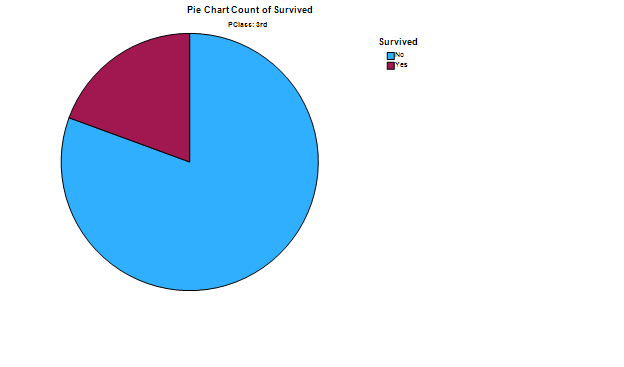 Pie Chart Count of Survived
PClass: 3rd
Survived
No
Yes